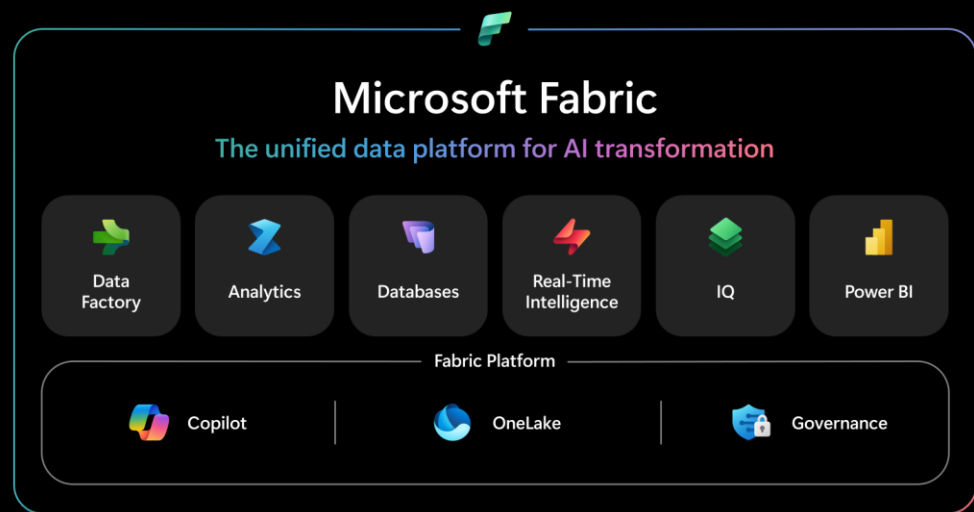 Microsoft Fabric
The unified data platform for AI transformation
Data
Factory
Analytics
Databases
Real-Time
Intelligence
IQ
Power BI
Fabric Platform
Copilot
OneLake
Governance